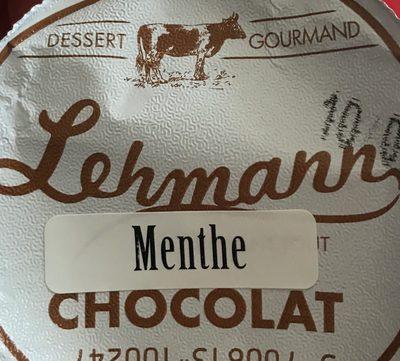 DESSERT GOURMAND
Lehmann
Menthe
CHOCOLAT